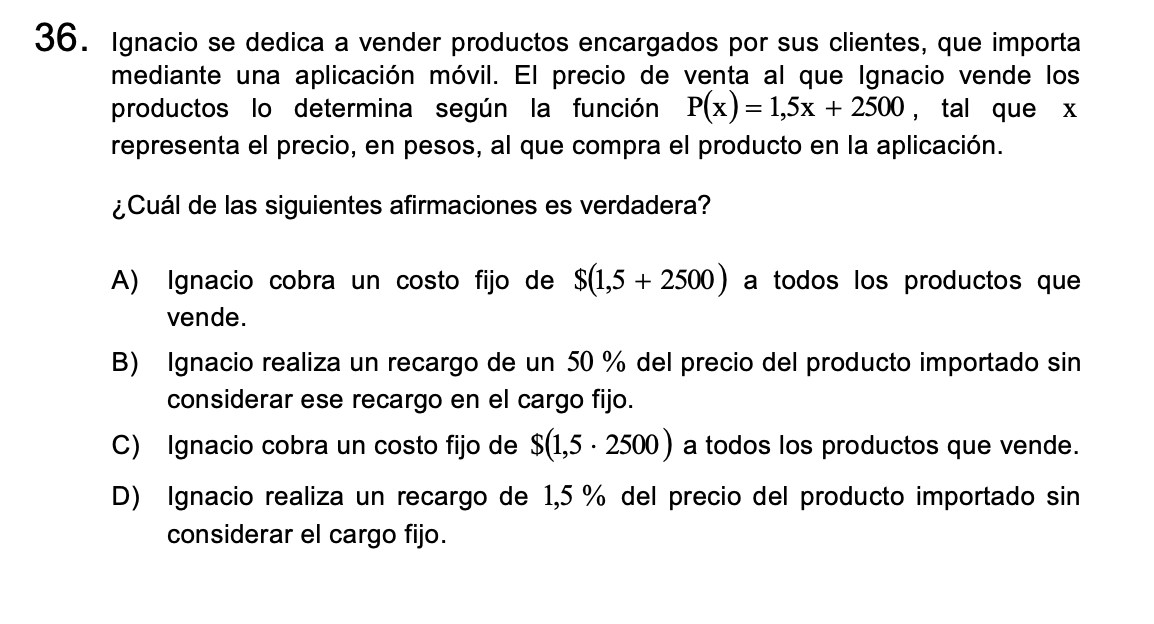 36. Ignacio se dedica a vender productos encargados por sus clientes, que importa
mediante una aplicación móvil. El precio de venta al que Ignacio vende los
productos lo determina según la función P(x) = 1,5x + 2500 , tal que x
representa el precio, en pesos, al que compra el producto en la aplicación.
¿Cuál de las siguientes afirmaciones es verdadera?
A) Ignacio cobra un costo fijo de $(1,5 + 2500) a todos los productos que
vende.
B) Ignacio realiza un recargo de un 50 % del precio del producto importado sin
considerar ese recargo en el cargo fijo.
C) Ignacio cobra un costo fijo de $(1,5 · 2500) a todos los productos que vende.
D) Ignacio realiza un recargo de 1,5 % del precio del producto importado sin
considerar el cargo fijo.